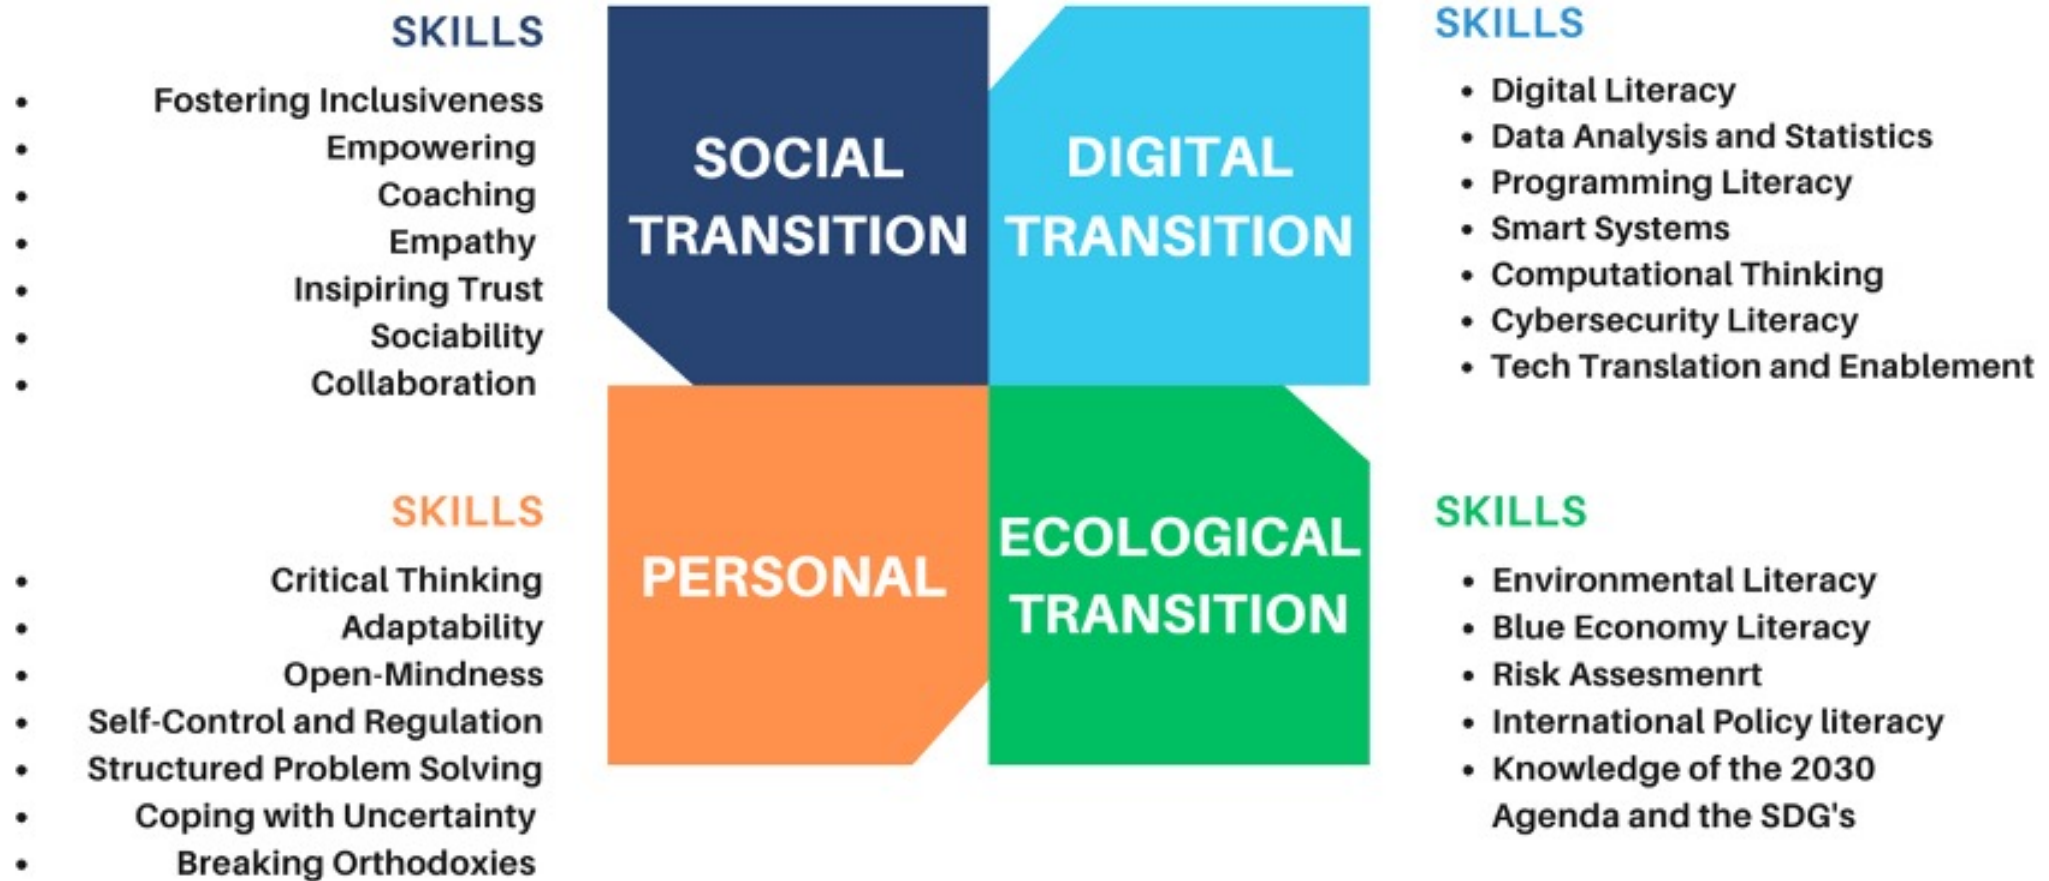 SKILLS
• Fostering Inclusiveness
• Empowering
• Coaching
• Empathy
• Insipiring Trust
• Sociability
• Collaboration
SOCIAL
TRANSITION
DIGITAL
TRANSITION
SKILLS
• Digital Literacy
• Data Analysis and Statistics
• Programming Literacy
• Smart Systems
• Computational Thinking
• Cybersecurity Literacy
• Tech Translation and Enablement
SKILLS
• Critical Thinking
• Adaptability
• Open-Mindness
• Self-Control and Regulation
• Structured Problem Solving
• Coping with Uncertainty
• Breaking Orthodoxies
PERSONAL
ECOLOGICAL
TRANSITION
SKILLS
• Environmental Literacy
• Blue Economy Literacy
• Risk Assesmenrt
• International Policy literacy
• Knowledge of the 2030
Agenda and the SDG's